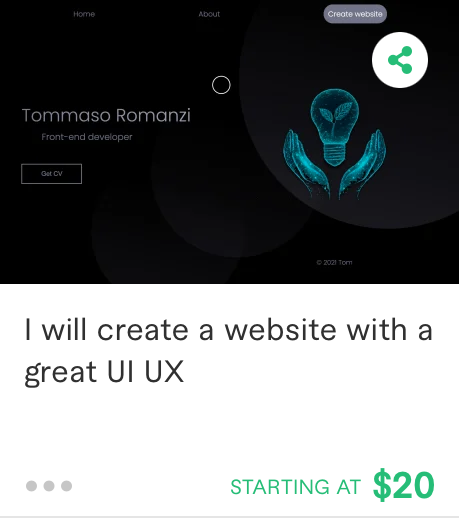 Home
About
Create website
Tommaso Romanzi
Front-end developer
Get CV
© 2021 Tom
I will create a website with a
great UI UX
STARTING AT $20